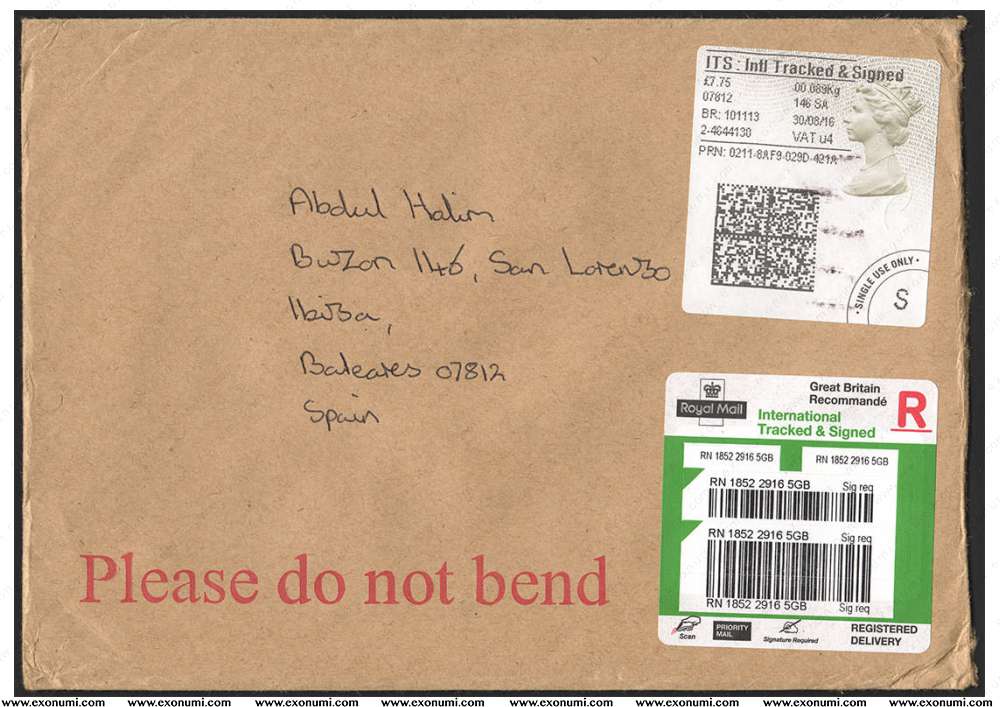 ITS : Intl Tracked & Signed
£7.75 00.089Kg
07812 146 SA
BR: 101113 30/08/16
2-4644130 VAT u4
PRN: 0211-8AF9-029D-421A
• SINGLE USE ONLY •
S
Abdul Halim
Buzon 146, San Lorenzo
Ibiza,
Baleares 07812
Spain
Please do not bend
Royal Mail
Great Britain
Recommandé
R
International
Tracked & Signed
RN 1852 2916 5GB RN 1852 2916 5GB
RN 1852 2916 5GB Sig req
RN 1852 2916 5GB Sig req
RN 1852 2916 5GB Sig req
Scan
PRIORITY
MAIL
Signature Required
REGISTERED
DELIVERY
www.exonumi.com www.exonumi.com www.exonumi.com www.exonumi.com www.exonumi.com www.exonumi.com www.exonumi.com www.exonumi.com